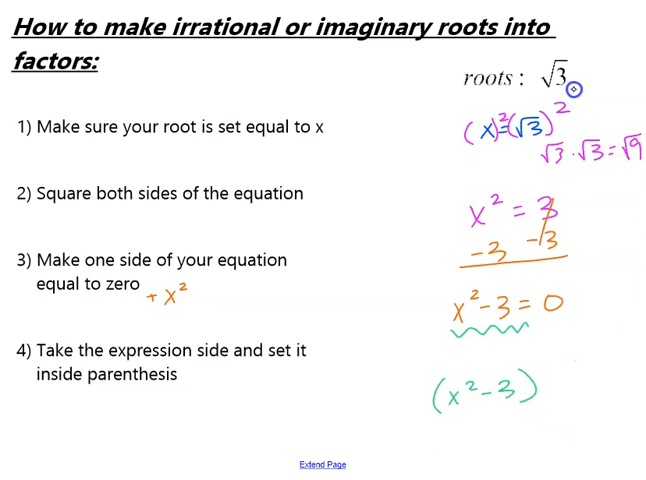 How to make irrational or imaginary roots into
factors:
roots : √3
1) Make sure your root is set equal to x
(x)²=(√3)²
√3 · √3 = √9
2) Square both sides of the equation
x² = 3
-3 -3
3) Make one side of your equation
equal to zero + x²
x² - 3 = 0
4) Take the expression side and set it
inside parenthesis
(x² - 3)
Extend Page